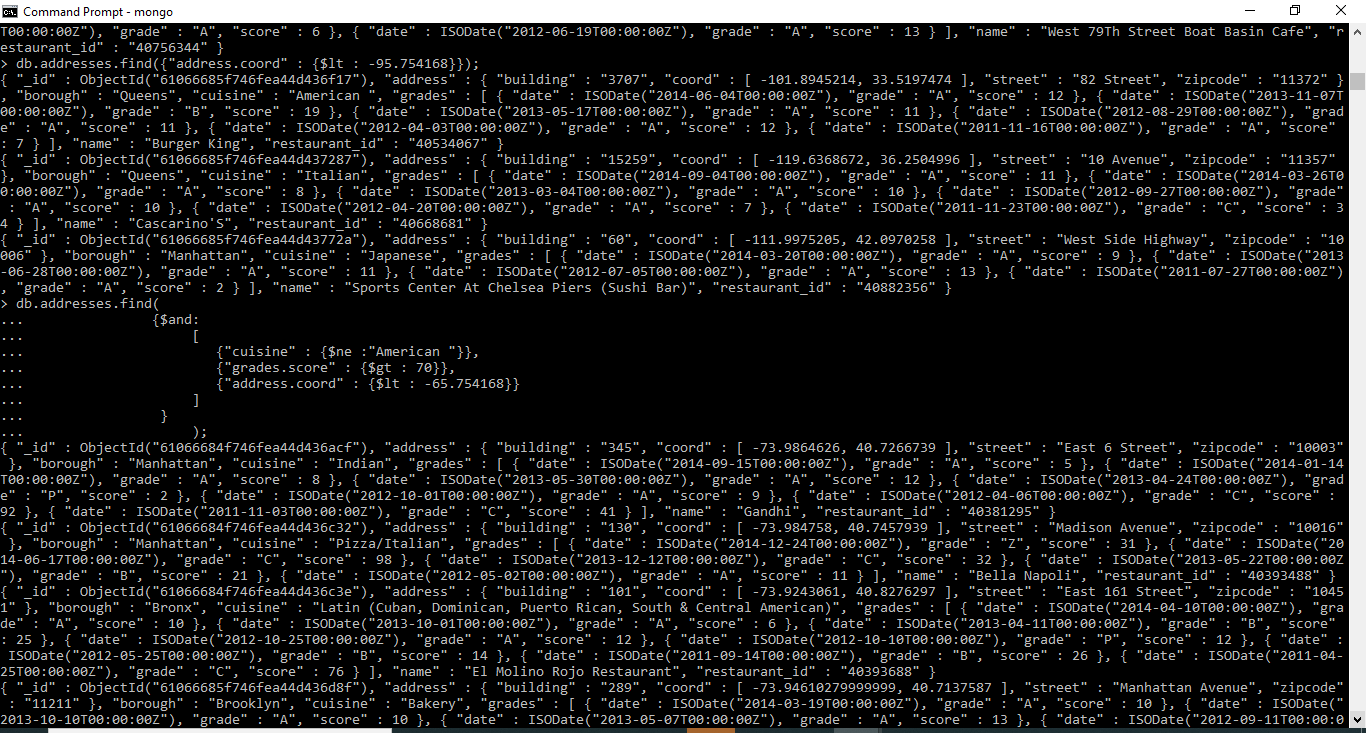 Command Prompt - mongo
T00:00:00Z"), "grade" : "A", "score" : 6 }, { "date" : ISODate("2012-06-19T00:00:00Z"), "grade" : "A", "score" : 13 } ], "name" : "West 79Th Street Boat Basin Cafe", "r
estaurant_id" : "40756344" }
> db.addresses.find({"address.coord" : {$lt : -95.754168}});
{ "_id" : ObjectId("61066685f746fea44d436f17"), "address" : { "building" : "3707", "coord" : [ -101.8945214, 33.5197474 ], "street" : "82 Street", "zipcode" : "11372" }
, "borough" : "Queens", "cuisine" : "American ", "grades" : [ { "date" : ISODate("2014-06-04T00:00:00Z"), "grade" : "A", "score" : 12 }, { "date" : ISODate("2013-11-07T
00:00:00Z"), "grade" : "B", "score" : 19 }, { "date" : ISODate("2013-05-17T00:00:00Z"), "grade" : "A", "score" : 11 }, { "date" : ISODate("2012-08-29T00:00:00Z"), "grad
e" : "A", "score" : 11 }, { "date" : ISODate("2012-04-03T00:00:00Z"), "grade" : "A", "score" : 12 }, { "date" : ISODate("2011-11-16T00:00:00Z"), "grade" : "A", "score"
: 7 } ], "name" : "Burger King", "restaurant_id" : "40534067" }
{ "_id" : ObjectId("61066685f746fea44d437287"), "address" : { "building" : "15259", "coord" : [ -119.6368672, 36.2504996 ], "street" : "10 Avenue", "zipcode" : "11357"
}, "borough" : "Queens", "cuisine" : "Italian", "grades" : [ { "date" : ISODate("2014-09-04T00:00:00Z"), "grade" : "A", "score" : 11 }, { "date" : ISODate("2014-03-26T0
0:00:00Z"), "grade" : "A", "score" : 8 }, { "date" : ISODate("2013-03-04T00:00:00Z"), "grade" : "A", "score" : 10 }, { "date" : ISODate("2012-09-27T00:00:00Z"), "grade"
 : "A", "score" : 10 }, { "date" : ISODate("2012-04-20T00:00:00Z"), "grade" : "A", "score" : 7 }, { "date" : ISODate("2011-11-23T00:00:00Z"), "grade" : "C", "score" : 3
4 } ], "name" : "Cascarino'S", "restaurant_id" : "40668681" }
{ "_id" : ObjectId("61066685f746fea44d43772a"), "address" : { "building" : "60", "coord" : [ -111.9975205, 42.0970258 ], "street" : "West Side Highway", "zipcode" : "10
006" }, "borough" : "Manhattan", "cuisine" : "Japanese", "grades" : [ { "date" : ISODate("2014-03-20T00:00:00Z"), "grade" : "A", "score" : 9 }, { "date" : ISODate("2013
-06-28T00:00:00Z"), "grade" : "A", "score" : 11 }, { "date" : ISODate("2012-07-05T00:00:00Z"), "grade" : "A", "score" : 13 }, { "date" : ISODate("2011-07-27T00:00:00Z")
, "grade" : "A", "score" : 2 } ], "name" : "Sports Center At Chelsea Piers (Sushi Bar)", "restaurant_id" : "40882356" }
> db.addresses.find(
... {$and:
... [
... {"cuisine" : {$ne :"American "}},
... {"grades.score" : {$gt : 70}},
... {"address.coord" : {$lt : -65.754168}}
... ]
... }
... );
{ "_id" : ObjectId("61066684f746fea44d436acf"), "address" : { "building" : "345", "coord" : [ -73.9864626, 40.7266739 ], "street" : "East 6 Street", "zipcode" : "10003"
 }, "borough" : "Manhattan", "cuisine" : "Indian", "grades" : [ { "date" : ISODate("2014-09-15T00:00:00Z"), "grade" : "A", "score" : 5 }, { "date" : ISODate("2014-01-14
T00:00:00Z"), "grade" : "A", "score" : 8 }, { "date" : ISODate("2013-05-30T00:00:00Z"), "grade" : "A", "score" : 12 }, { "date" : ISODate("2013-04-24T00:00:00Z"), "grad
e" : "P", "score" : 2 }, { "date" : ISODate("2012-10-01T00:00:00Z"), "grade" : "A", "score" : 9 }, { "date" : ISODate("2012-04-06T00:00:00Z"), "grade" : "C", "score" :
92 }, { "date" : ISODate("2011-11-03T00:00:00Z"), "grade" : "C", "score" : 41 } ], "name" : "Gandhi", "restaurant_id" : "40381295" }
{ "_id" : ObjectId("61066684f746fea44d436c32"), "address" : { "building" : "130", "coord" : [ -73.984758, 40.7457939 ], "street" : "Madison Avenue", "zipcode" : "10016"
 }, "borough" : "Manhattan", "cuisine" : "Pizza/Italian", "grades" : [ { "date" : ISODate("2014-12-24T00:00:00Z"), "grade" : "Z", "score" : 31 }, { "date" : ISODate("20
14-06-17T00:00:00Z"), "grade" : "C", "score" : 98 }, { "date" : ISODate("2013-12-12T00:00:00Z"), "grade" : "C", "score" : 32 }, { "date" : ISODate("2013-05-22T00:00:00Z
"), "grade" : "B", "score" : 21 }, { "date" : ISODate("2012-05-02T00:00:00Z"), "grade" : "A", "score" : 11 } ], "name" : "Bella Napoli", "restaurant_id" : "40393488" }
{ "_id" : ObjectId("61066684f746fea44d436c3e"), "address" : { "building" : "101", "coord" : [ -73.9243061, 40.8276297 ], "street" : "East 161 Street", "zipcode" : "1045
1" }, "borough" : "Bronx", "cuisine" : "Latin (Cuban, Dominican, Puerto Rican, South & Central American)", "grades" : [ { "date" : ISODate("2014-04-10T00:00:00Z"), "gra
de" : "A", "score" : 10 }, { "date" : ISODate("2013-10-01T00:00:00Z"), "grade" : "A", "score" : 6 }, { "date" : ISODate("2013-04-11T00:00:00Z"), "grade" : "B", "score"
: 25 }, { "date" : ISODate("2012-10-25T00:00:00Z"), "grade" : "A", "score" : 12 }, { "date" : ISODate("2012-10-10T00:00:00Z"), "grade" : "P", "score" : 12 }, { "date" :
 ISODate("2012-05-25T00:00:00Z"), "grade" : "B", "score" : 14 }, { "date" : ISODate("2011-09-14T00:00:00Z"), "grade" : "B", "score" : 26 }, { "date" : ISODate("2011-04-
25T00:00:00Z"), "grade" : "C", "score" : 76 } ], "name" : "El Molino Rojo Restaurant", "restaurant_id" : "40393688" }
{ "_id" : ObjectId("61066685f746fea44d436d8f"), "address" : { "building" : "289", "coord" : [ -73.94610279999999, 40.7137587 ], "street" : "Manhattan Avenue", "zipcode"
 : "11211" }, "borough" : "Brooklyn", "cuisine" : "Bakery", "grades" : [ { "date" : ISODate("2014-03-19T00:00:00Z"), "grade" : "A", "score" : 10 }, { "date" : ISODate("
2013-10-10T00:00:00Z"), "grade" : "A", "score" : 10 }, { "date" : ISODate("2013-05-07T00:00:00Z"), "grade" : "A", "score" : 13 }, { "date" : ISODate("2012-09-11T00:00:0